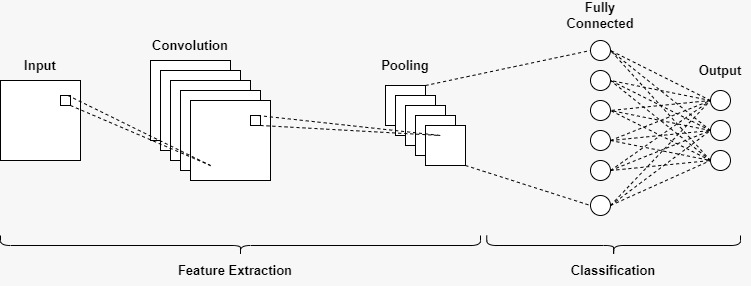 Input
Convolution
Pooling
Fully
Connected
Output
Feature Extraction
Classification